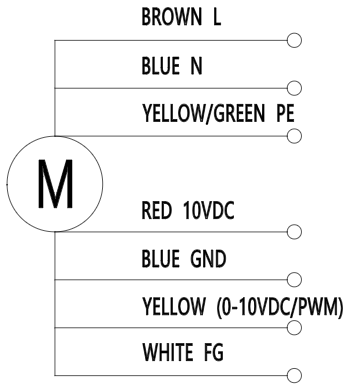 BROWN L
BLUE N
YELLOW/GREEN PE
M
RED 10VDC
BLUE GND
YELLOW (0-10VDC/PWM)
WHITE FG